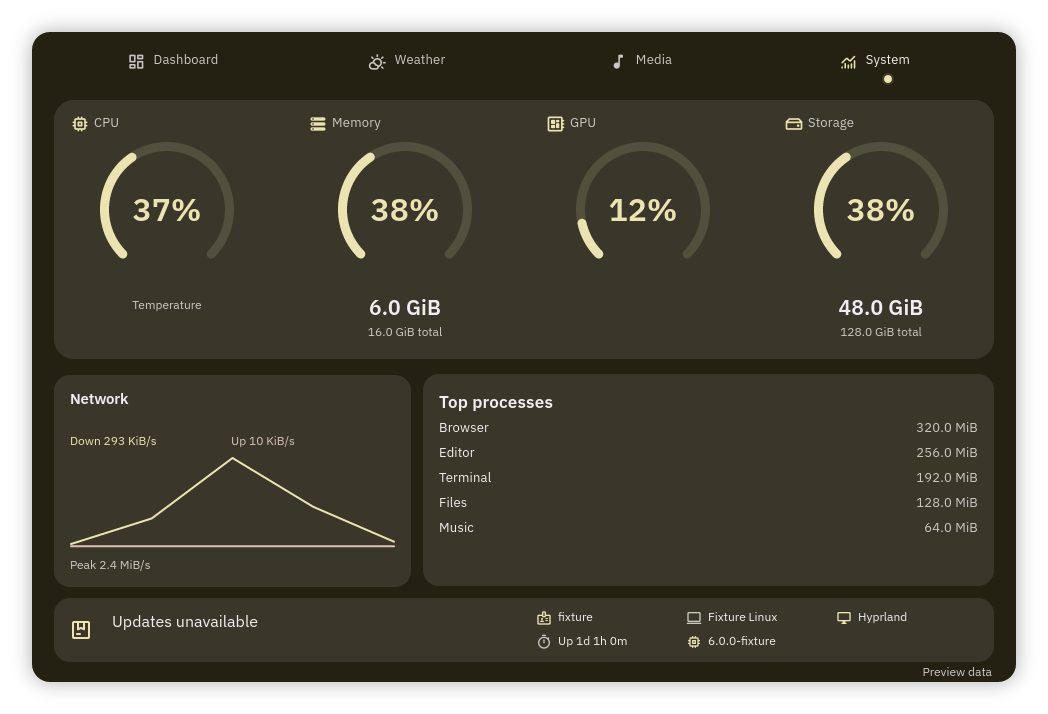 Dashboard
Weather
Media
System
CPU
Memory
GPU
Storage
37%
38%
12%
38%
Temperature
6.0 GiB
16.0 GiB total
48.0 GiB
128.0 GiB total
Network
Down 293 KiB/s
Up 10 KiB/s
Peak 2.4 MiB/s
Top processes
Browser 320.0 MiB
Editor 256.0 MiB
Terminal 192.0 MiB
Files 128.0 MiB
Music 64.0 MiB
Updates unavailable
fixture
Fixture Linux
Hyprland
Up 1d 1h 0m
6.0.0-fixture
Preview data